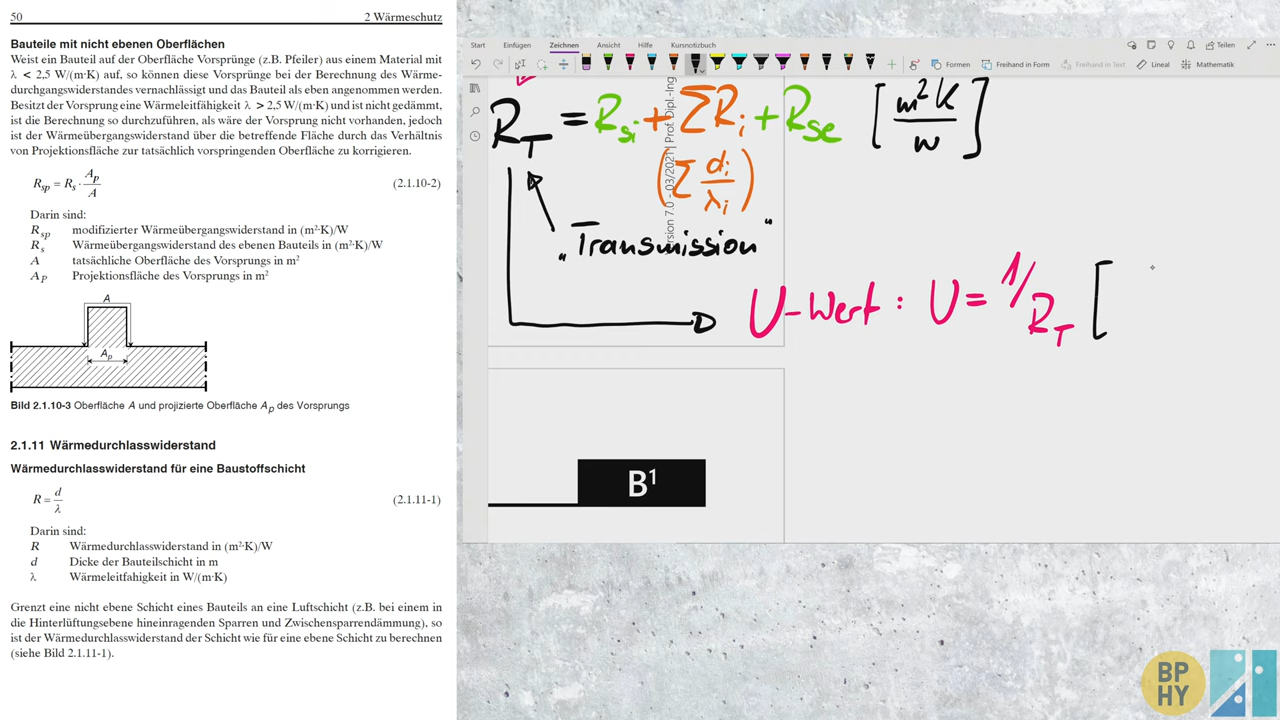 50
2 Wärmeschutz
Bauteile mit nicht ebenen Oberflächen
Weist ein Bauteil auf der Oberfläche Vorsprünge (z.B. Pfeiler) aus einem Material mit
λ < 2,5 W/(m·K) auf, so können diese Vorsprünge bei der Berechnung des Wärme-
durchgangswiderstandes vernachlässigt und das Bauteil als eben angenommen werden.
Besitzt der Vorsprung eine Wärmeleitfähigkeit λ > 2,5 W/(m·K) und ist nicht gedämmt,
ist die Berechnung so durchzuführen, als wäre der Vorsprung nicht vorhanden, jedoch
ist der Wärmeübergangswiderstand über die betreffende Fläche durch das Verhältnis
von Projektionsfläche zur tatsächlich vorspringenden Oberfläche zu korrigieren.
Rsp = Rs · Ap/A (2.1.10-2)
Darin sind:
Rsp modifizierter Wärmeübergangswiderstand in (m²·K)/W
Rs Wärmeübergangswiderstand des ebenen Bauteils in (m²·K)/W
A tatsächliche Oberfläche des Vorsprungs in m²
AP Projektionsfläche des Vorsprungs in m²
A
Ap
Bild 2.1.10-3 Oberfläche A und projizierte Oberfläche Ap des Vorsprungs
2.1.11 Wärmedurchlasswiderstand
Wärmedurchlasswiderstand für eine Baustoffschicht
R = d/λ (2.1.11-1)
Darin sind:
R Wärmedurchlasswiderstand in (m²·K)/W
d Dicke der Bauteilschicht in m
λ Wärmeleitfahigkeit in W/(m·K)
Grenzt eine nicht ebene Schicht eines Bauteils an eine Luftschicht (z.B. bei einem in
die Hinterlüftungsebene hineinragenden Sparren und Zwischensparrendämmung), so
ist der Wärmedurchlasswiderstand der Schicht wie für eine ebene Schicht zu berechnen
(siehe Bild 2.1.11-1).
Start Einfügen Zeichnen Ansicht Hilfe Kursnotizbuch Teilen
Formen Freihand in Form Freihand in Text Lineal Mathematik
RT = Rsi + ΣRi + Rse [m²K/W]
(Σ di/λi)
"Transmission"
ersion 7.0 - 03/2021 | Prof. Dipl.-Ing
U-Wert: U = 1/RT [
B¹
BP
HY